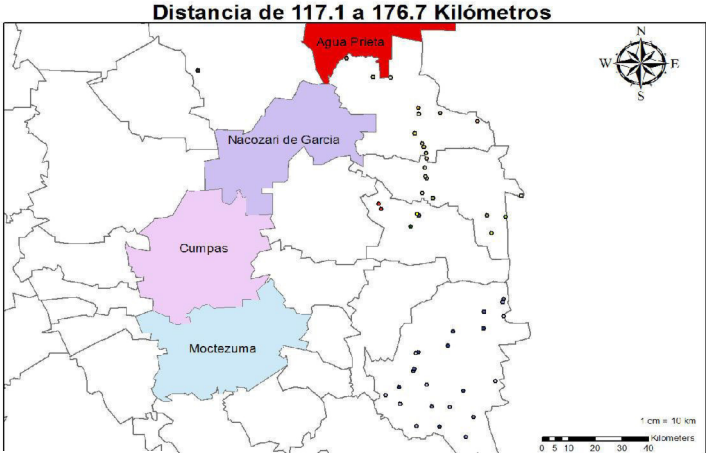 Distancia de 117.1 a 176.7 Kilómetros
Agua Prieta
N
W E
S
Nacozari de Garcia
Cumpas
Moctezuma
1 cm = 10 km
Kilometers
0 5 10 20 30 40